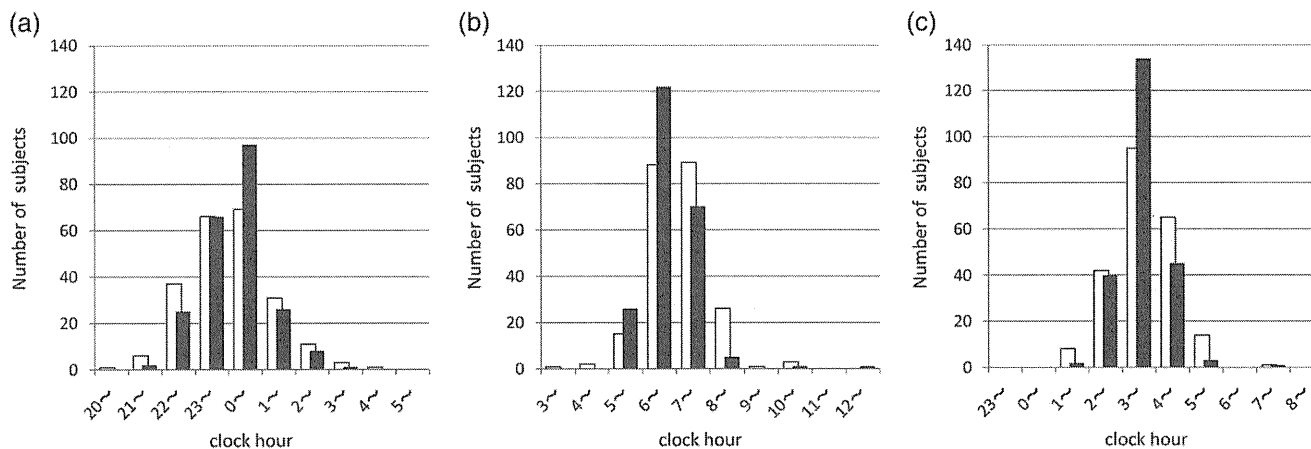 (a)
140
120
100
80
60
40
20
0
Number of subjects
20~ 21~ 22~ 23~ 0~ 1~ 2~ 3~ 4~ 5~
clock hour
(b)
140
120
100
80
60
40
20
0
Number of subjects
3~ 4~ 5~ 6~ 7~ 8~ 9~ 10~ 11~ 12~
clock hour
(c)
140
120
100
80
60
40
20
0
Number of subjects
23~ 0~ 1~ 2~ 3~ 4~ 5~ 6~ 7~ 8~
clock hour